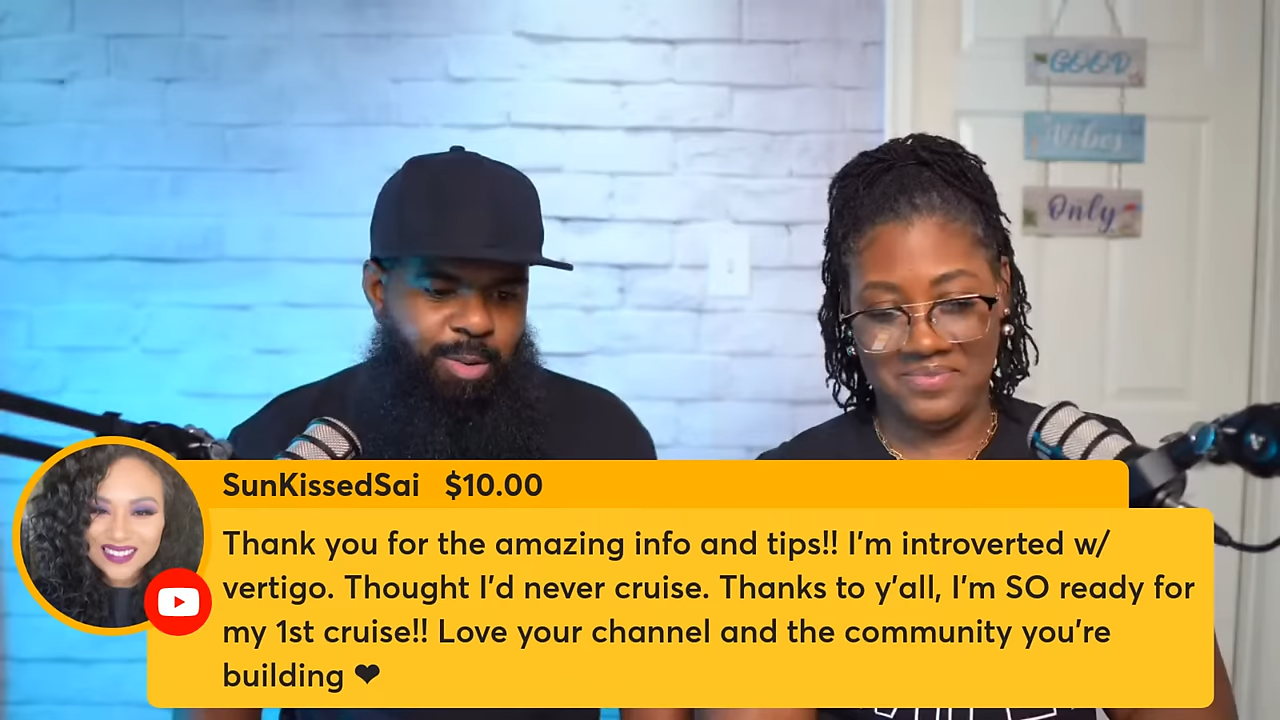 GOOD
Vibes
Only
SunKissedSai $10.00
Thank you for the amazing info and tips!! I'm introverted w/
vertigo. Thought I'd never cruise. Thanks to y'all, I'm SO ready for
my 1st cruise!! Love your channel and the community you're
building ❤